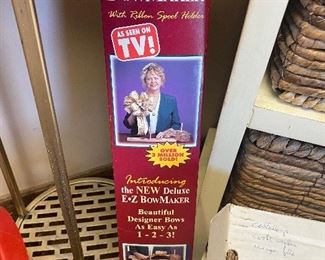 BOWMAKER
With Ribbon Spool Holder
AS SEEN ON
TV!
OVER
3 MILLION
SOLD!
Introducing
the NEW Deluxe
E•Z BOWMAKER
Beautiful
Designer Bows
As Easy As
1 - 2 - 3!